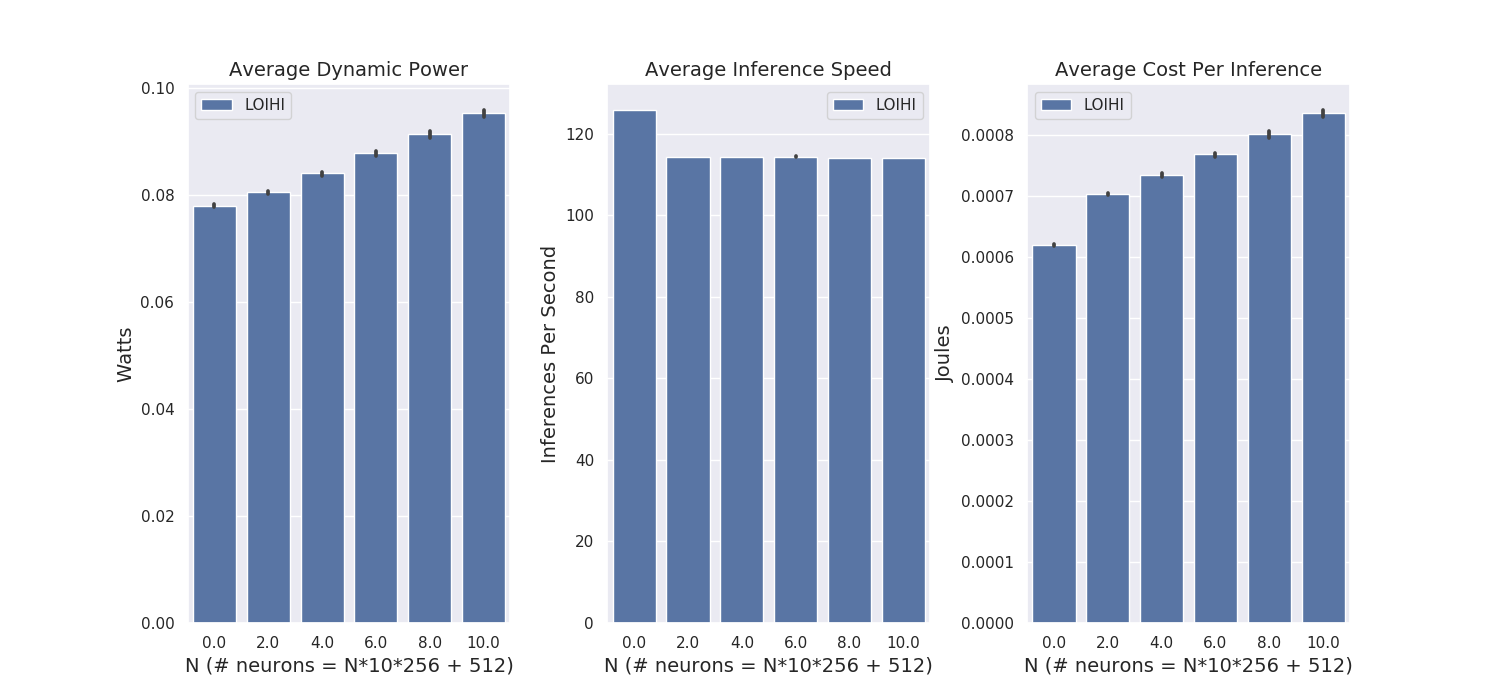 Average Dynamic Power
LOIHI
0.10
0.08
0.06
0.04
0.02
0.00
Watts
0.0 2.0 4.0 6.0 8.0 10.0
N (# neurons = N*10*256 + 512)
Average Inference Speed
LOIHI
120
100
80
60
40
20
0
Inferences Per Second
0.0 2.0 4.0 6.0 8.0 10.0
N (# neurons = N*10*256 + 512)
Average Cost Per Inference
LOIHI
0.0008
0.0007
0.0006
0.0005
0.0004
0.0003
0.0002
0.0001
0.0000
Joules
0.0 2.0 4.0 6.0 8.0 10.0
N (# neurons = N*10*256 + 512)